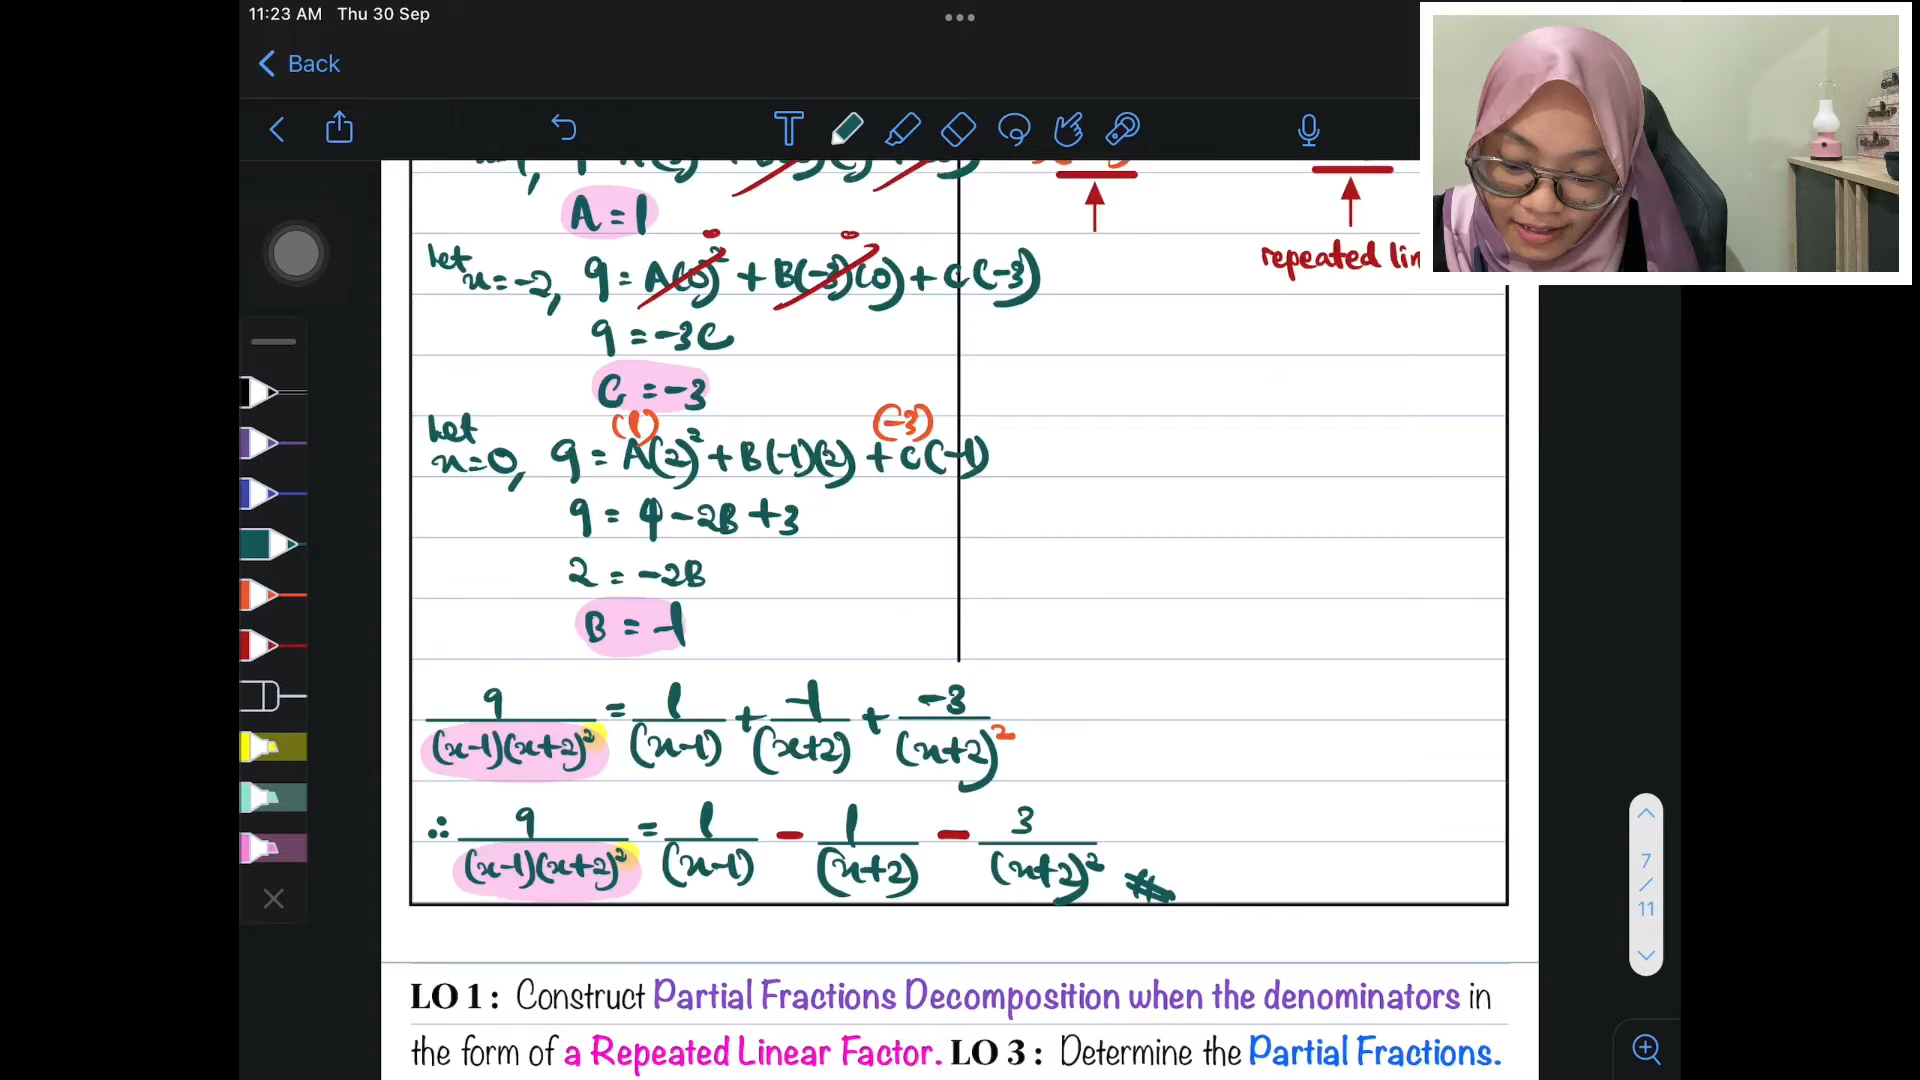 11:23 AM Thu 30 Sep
Back
A = 1
repeated lin
let x = -2, 9 = A(0)² + B(-3)(0) + C(-3)
9 = -3C
C = -3
(1) (-3)
let x = 0, 9 = A(2)² + B(-1)(2) + C(-1)
9 = 4 - 2B + 3
2 = -2B
B = -1
9/(x-1)(x+2)² = 1/(x-1) + -1/(x+2) + -3/(x+2)²
∴ 9/(x-1)(x+2)² = 1/(x-1) - 1/(x+2) - 3/(x+2)²
7
/
11
LO 1 : Construct Partial Fractions Decomposition when the denominators in
the form of a Repeated Linear Factor. LO 3 : Determine the Partial Fractions.